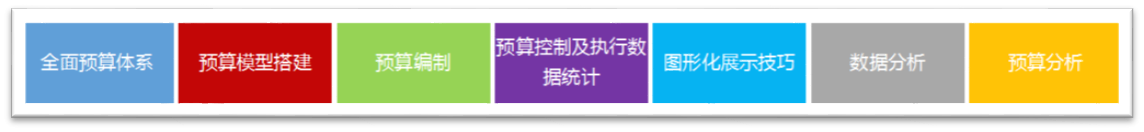 全面预算体系
预算模型搭建
预算编制
预算控制及执行数
据统计
图形化展示技巧
数据分析
预算分析